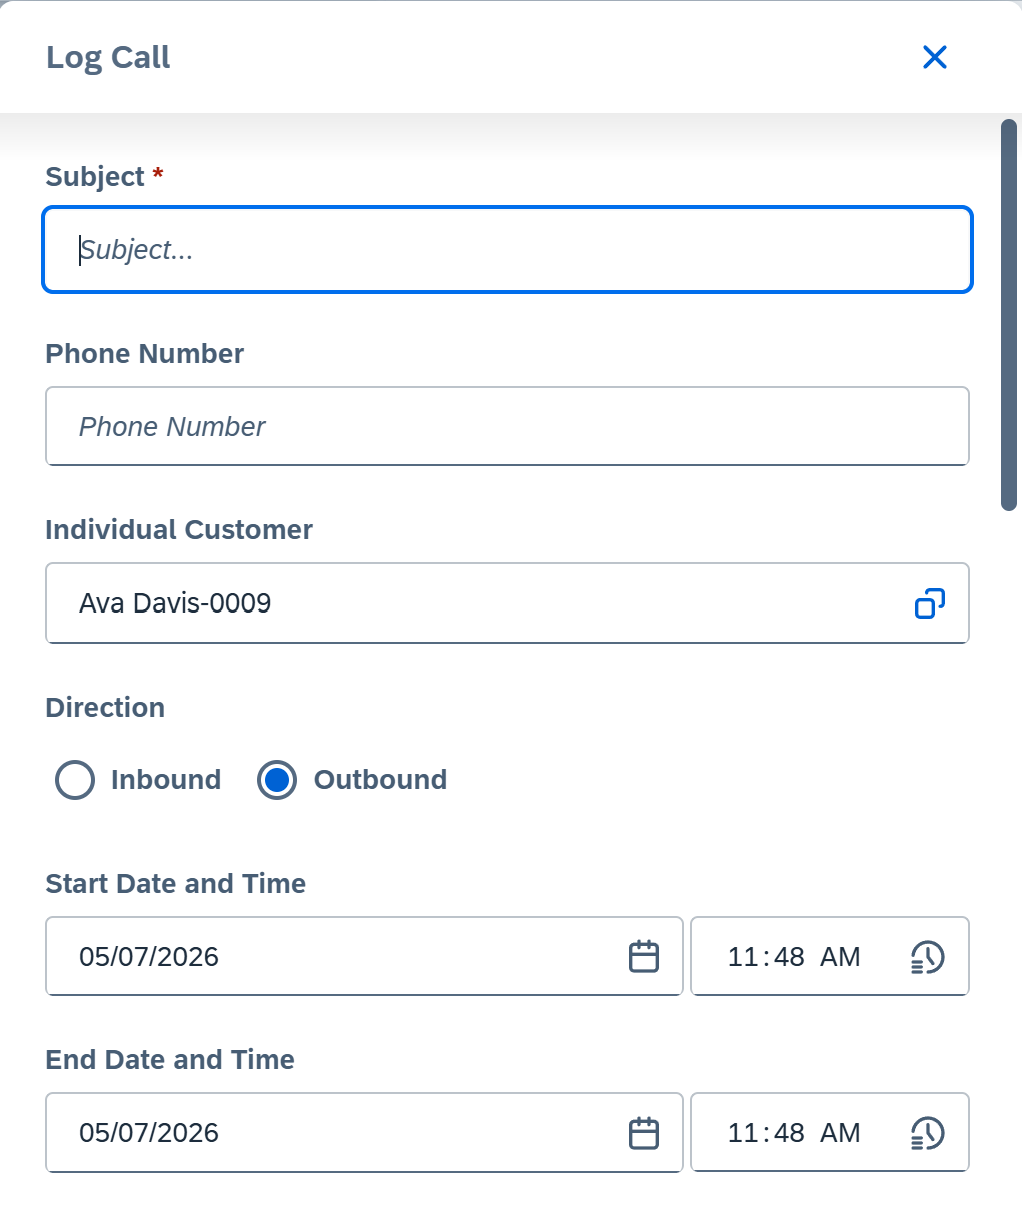 Log Call
Subject *
Subject...
Phone Number
Phone Number
Individual Customer
Ava Davis-0009
Direction
Inbound Outbound
Start Date and Time
05/07/2026 11:48 AM
End Date and Time
05/07/2026 11:48 AM